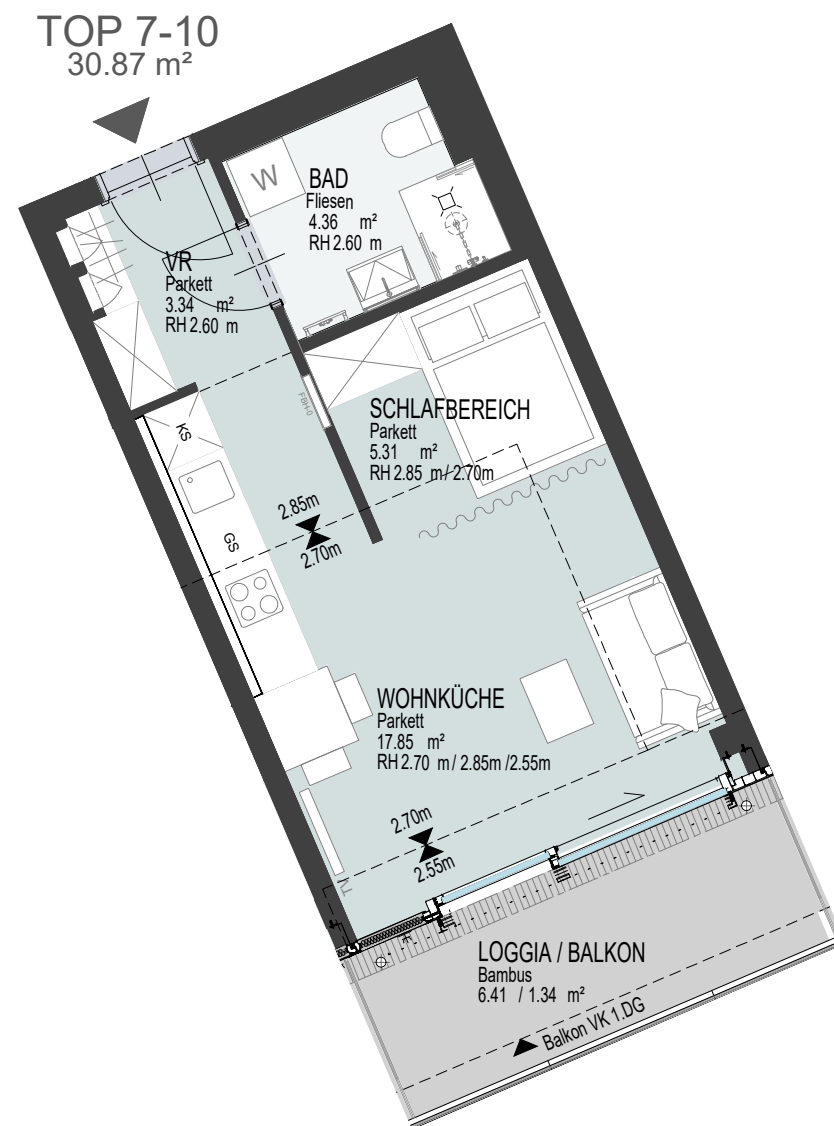 TOP 7-10
30.87 m²
W
BAD
Fliesen
4.36 m²
RH 2.60 m
VR
Parkett
3.34 m²
RH 2.60 m
FBH-0
KS
SCHLAFBEREICH
Parkett
5.31 m²
RH 2.85 m/ 2.70m
GS
2.85m
2.70m
WOHNKÜCHE
Parkett
17.85 m²
RH 2.70 m/ 2.85m /2.55m
2.70m
2.55m
TV
LOGGIA / BALKON
Bambus
6.41 / 1.34 m²
Balkon VK 1.DG